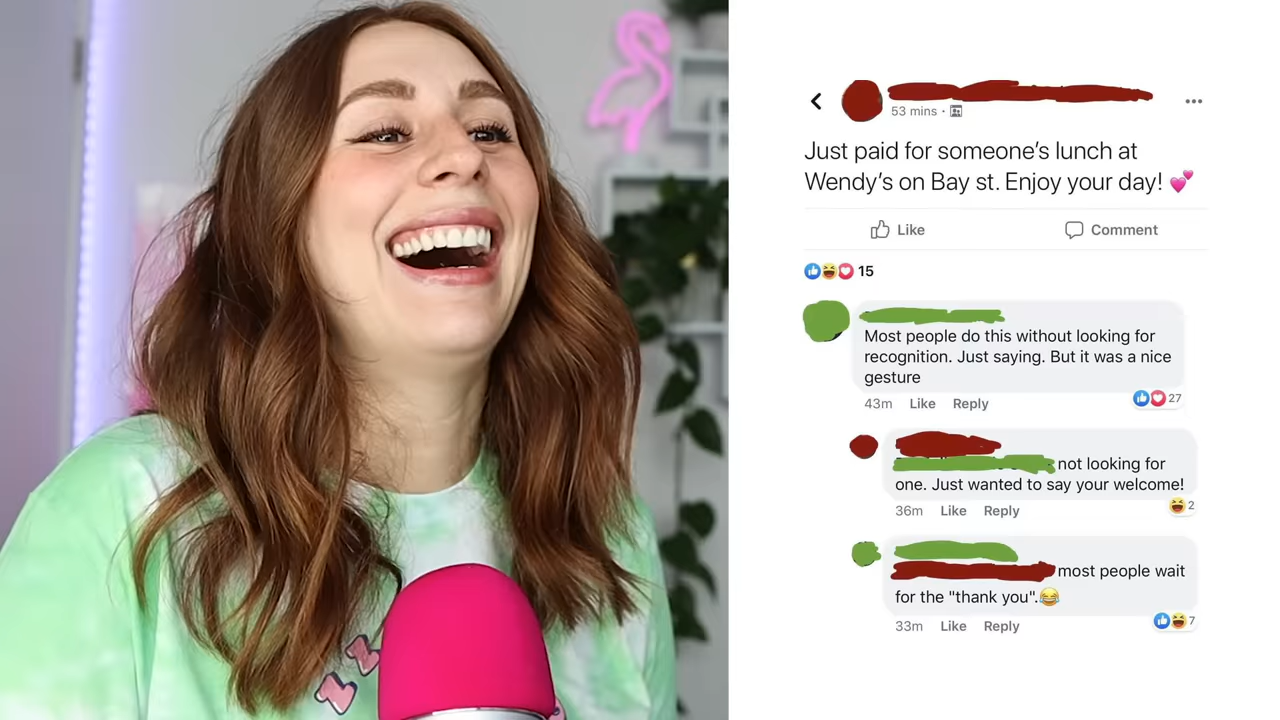 53 mins ·
Just paid for someone's lunch at
Wendy's on Bay st. Enjoy your day! 💕
Like Comment
15
Most people do this without looking for
recognition. Just saying. But it was a nice
gesture
43m Like Reply 27
not looking for
one. Just wanted to say your welcome!
36m Like Reply 2
most people wait
for the "thank you".😂
33m Like Reply 7